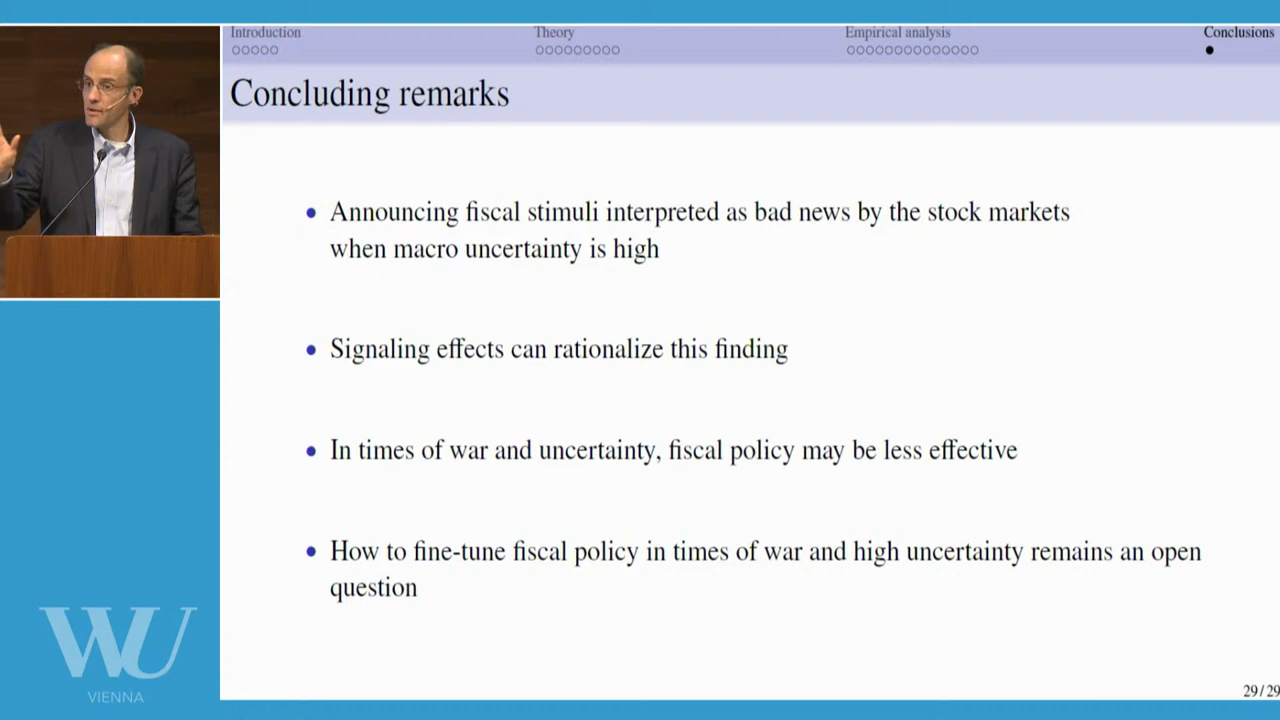 Introduction
Theory
Empirical analysis
Conclusions
Concluding remarks
• Announcing fiscal stimuli interpreted as bad news by the stock markets
when macro uncertainty is high
• Signaling effects can rationalize this finding
• In times of war and uncertainty, fiscal policy may be less effective
• How to fine-tune fiscal policy in times of war and high uncertainty remains an open
question
29/29
WU
VIENNA